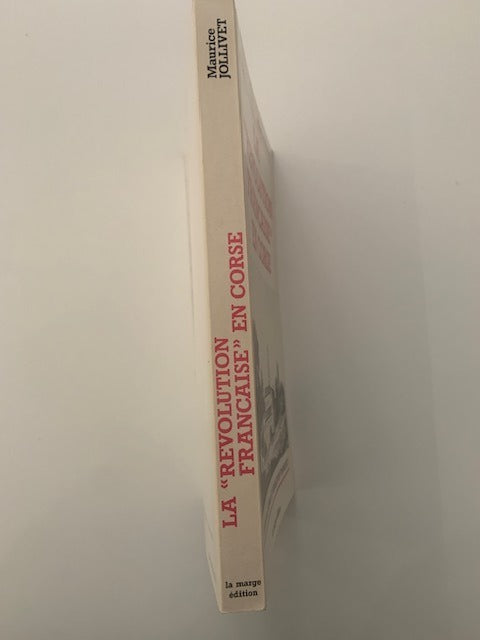 Maurice
JOLLIVET
LA «REVOLUTION
FRANCAISE» EN CORSE
la marge
édition